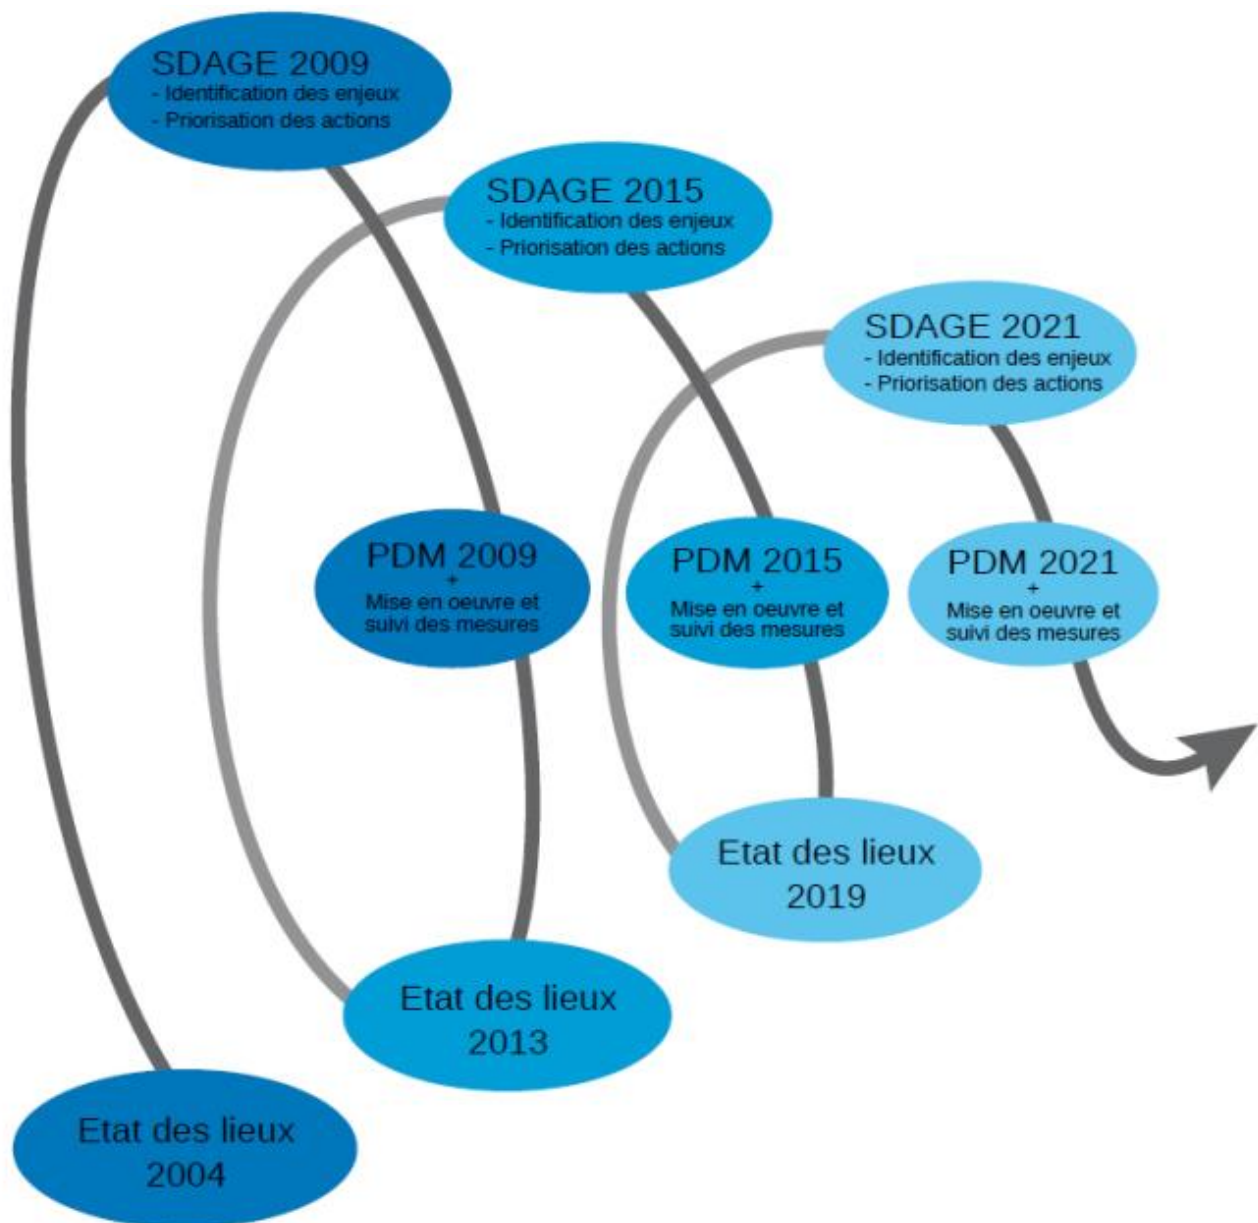 SDAGE 2009
- Identification des enjeux
- Priorisation des actions
SDAGE 2015
- Identification des enjeux
- Priorisation des actions
SDAGE 2021
- Identification des enjeux
- Priorisation des actions
PDM 2009
+
Mise en oeuvre et
suivi des mesures
PDM 2015
+
Mise en oeuvre et
suivi des mesures
PDM 2021
+
Mise en oeuvre et
suivi des mesures
Etat des lieux
2019
Etat des lieux
2013
Etat des lieux
2004